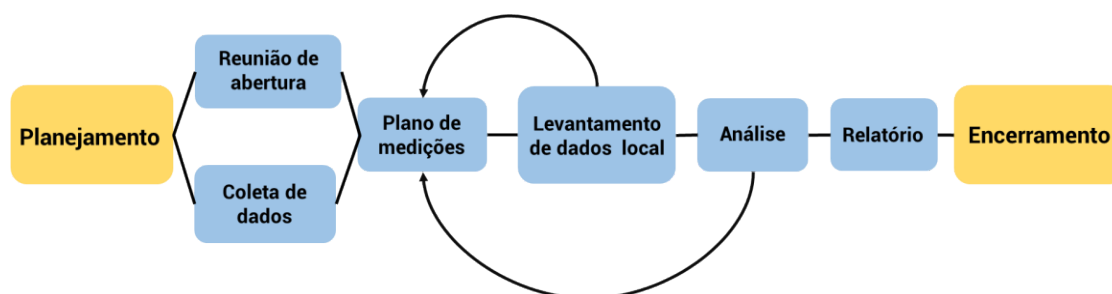 Planejamento
Reunião de
abertura
Coleta de
dados
Plano de
medições
Levantamento
de dados local
Análise
Relatório
Encerramento